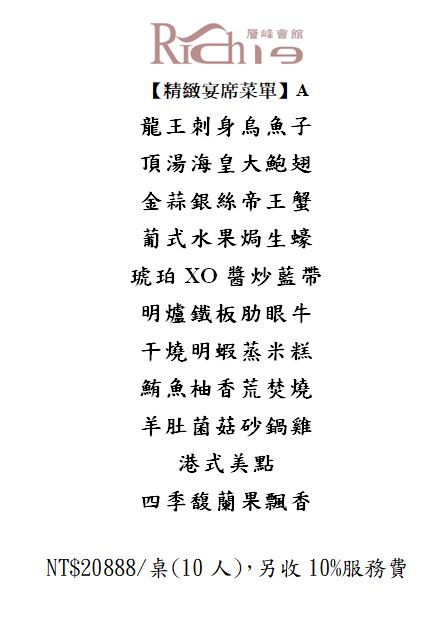 Rich 19
層峰會館
【精緻宴席菜單】A
龍王刺身烏魚子
頂湯海皇大鮑翅
金蒜銀絲帝王蟹
葡式水果焗生蠔
琥珀 XO 醬炒藍帶
明爐鐵板肋眼牛
干燒明蝦蒸米糕
鮪魚柚香荒焚燒
羊肚菌菇砂鍋雞
港式美點
四季馥蘭果飄香
NT$20888/桌(10 人)，另收 10%服務費